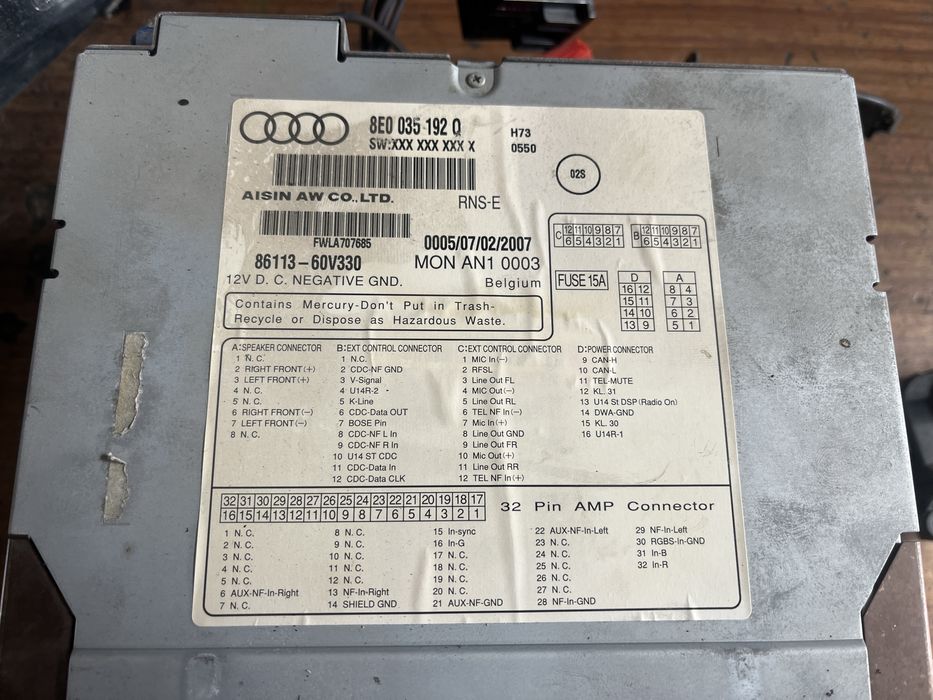 8E0 035 192 Q
SW:XXX XXX XXX X
H73
0550
02S
AISIN AW CO.,LTD.
RNS-E
FWLA707685
0005/07/02/2007
86113-60V330
MON AN1 0003
12V D. C. NEGATIVE GND.
Belgium
Contains Mercury-Don't Put in Trash-
Recycle or Dispose as Hazardous Waste.
C 12 11 10 9 8 7
6 5 4 3 2 1
B 12 11 10 9 8 7
6 5 4 3 2 1
FUSE 15A
D
16 12
15 11
14 10
13 9
A
8 4
7 3
6 2
5 1
A:SPEAKER CONNECTOR
1 N. C.
2 RIGHT FRONT(+)
3 LEFT FRONT(+)
4 N. C.
5 N. C.
6 RIGHT FRONT(-)
7 LEFT FRONT(-)
8 N. C.
B:EXT CONTROL CONNECTOR
1 N.C.
2 CDC-NF GND
3 V-Signal
4 U14R-2
5 K-Line
6 CDC-Data OUT
7 BOSE Pin
8 CDC-NF L In
9 CDC-NF R In
10 U14 ST CDC
11 CDC-Data In
12 CDC-Data CLK
C:EXT CONTROL CONNECTOR
1 MIC In(-)
2 RFSL
3 Line Out FL
4 MIC Out(-)
5 Line Out RL
6 TEL NF In(-)
7 Mic In(+)
8 Line Out GND
9 Line Out FR
10 Mic Out(+)
11 Line Out RR
12 TEL NF In(+)
D:POWER CONNECTOR
9 CAN-H
10 CAN-L
11 TEL-MUTE
12 KL.31
13 U14 St DSP (Radio On)
14 DWA-GND
15 KL.30
16 U14R-1
32 31 30 29 28 27 26 25 24 23 22 21 20 19 18 17
16 15 14 13 12 11 10 9 8 7 6 5 4 3 2 1
32 Pin AMP Connector
1 N. C.
2 N. C.
3 N. C.
4 N. C.
5 N. C.
6 AUX-NF-In-Right
7 N. C.
8 N. C.
9 N. C.
10 N. C.
11 N. C.
12 N. C.
13 NF-In-Right
14 SHIELD GND
15 In-sync
16 In-G
17 N. C.
18 N. C.
19 N. C.
20 N. C.
21 AUX-NF-GND
22 AUX-NF-In-Left
23 N. C.
24 N. C.
25 N. C.
26 N. C.
27 N. C.
28 NF-In-GND
29 NF-In-Left
30 RGBS-In-GND
31 In-B
32 In-R